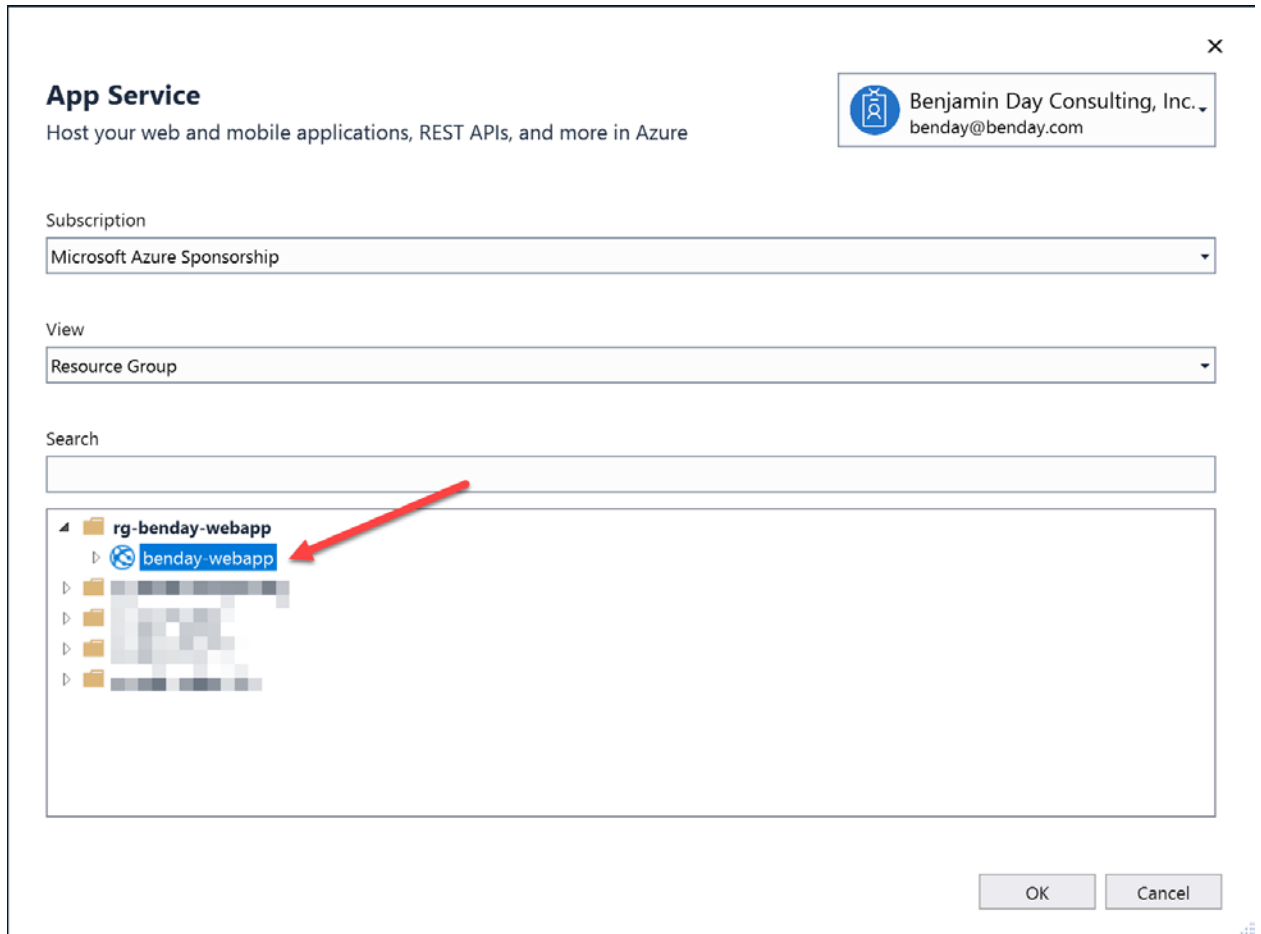 App Service
Host your web and mobile applications, REST APIs, and more in Azure
Benjamin Day Consulting, Inc.
benday@benday.com
Subscription
Microsoft Azure Sponsorship
View
Resource Group
Search
rg-benday-webapp
benday-webapp
OK
Cancel